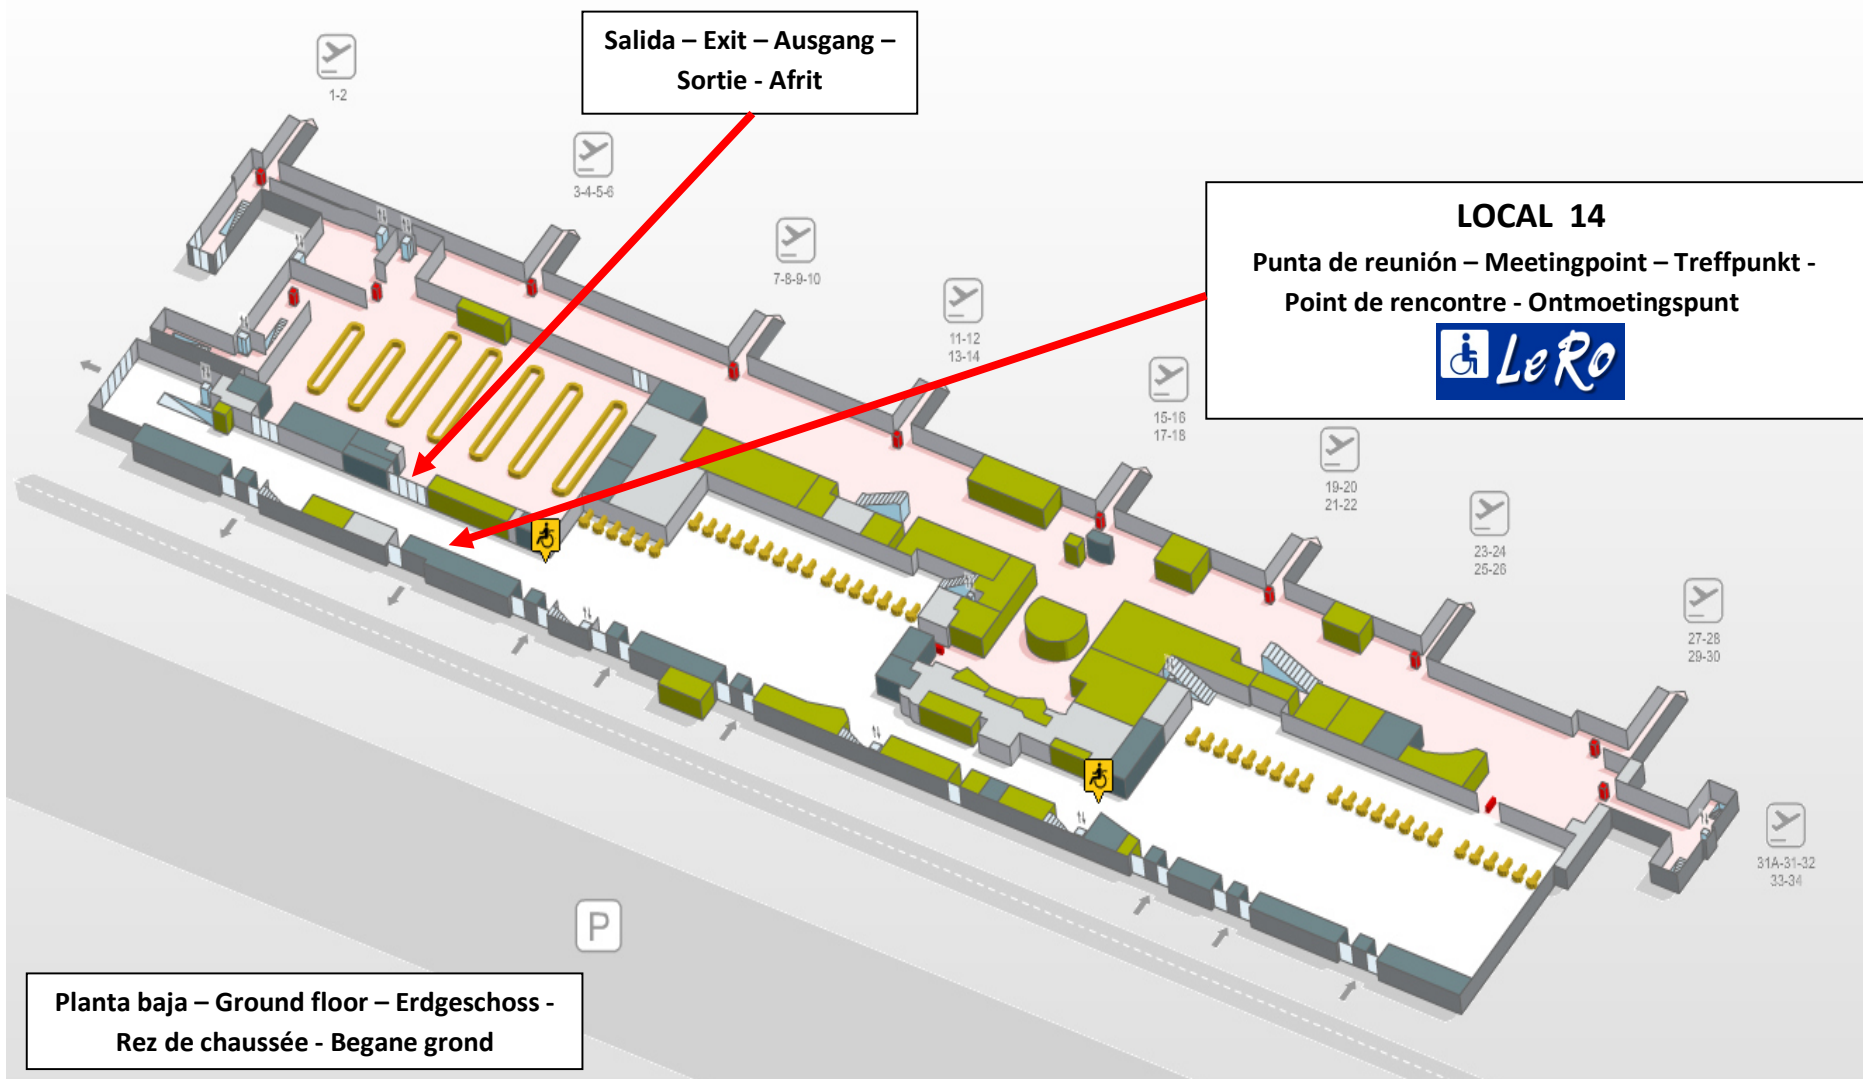 Salida – Exit – Ausgang –
Sortie - Afrit
1-2
3-4-5-6
7-8-9-10
11-12
13-14
15-16
17-18
19-20
21-22
23-24
25-26
27-28
29-30
31A-31-32
33-34
LOCAL 14
Punta de reunión – Meetingpoint – Treffpunkt -
Point de rencontre - Ontmoetingspunt
LeRo
P
Planta baja – Ground floor – Erdgeschoss -
Rez de chaussée - Begane grond